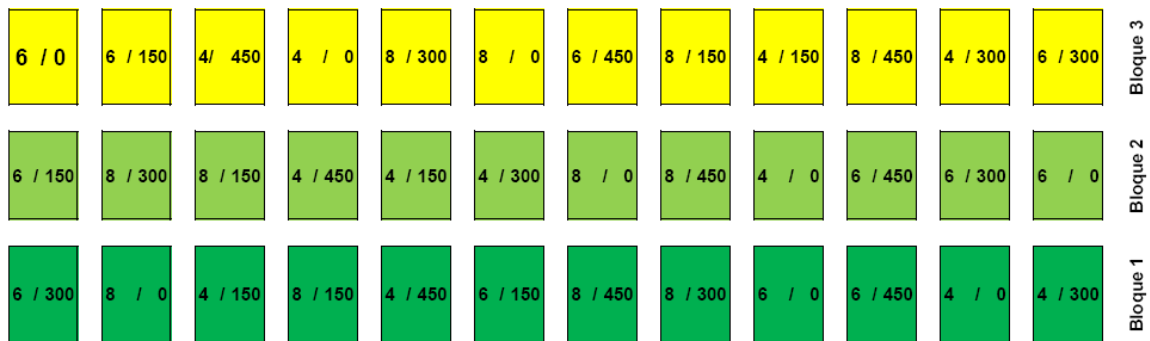 6 / 0 6 / 150 4/ 450 4 / 0 8 / 300 8 / 0 6 / 450 8 / 150 4 / 150 8 / 450 4 / 300 6 / 300 Bloque 3
6 / 150 8 / 300 8 / 150 4 / 450 4 / 150 4 / 300 8 / 0 8 / 450 4 / 0 6 / 450 6 / 300 6 / 0 Bloque 2
6 / 300 8 / 0 4 / 150 8 / 150 4 / 450 6 / 150 8 / 450 8 / 300 6 / 0 6 / 450 4 / 0 4 / 300 Bloque 1